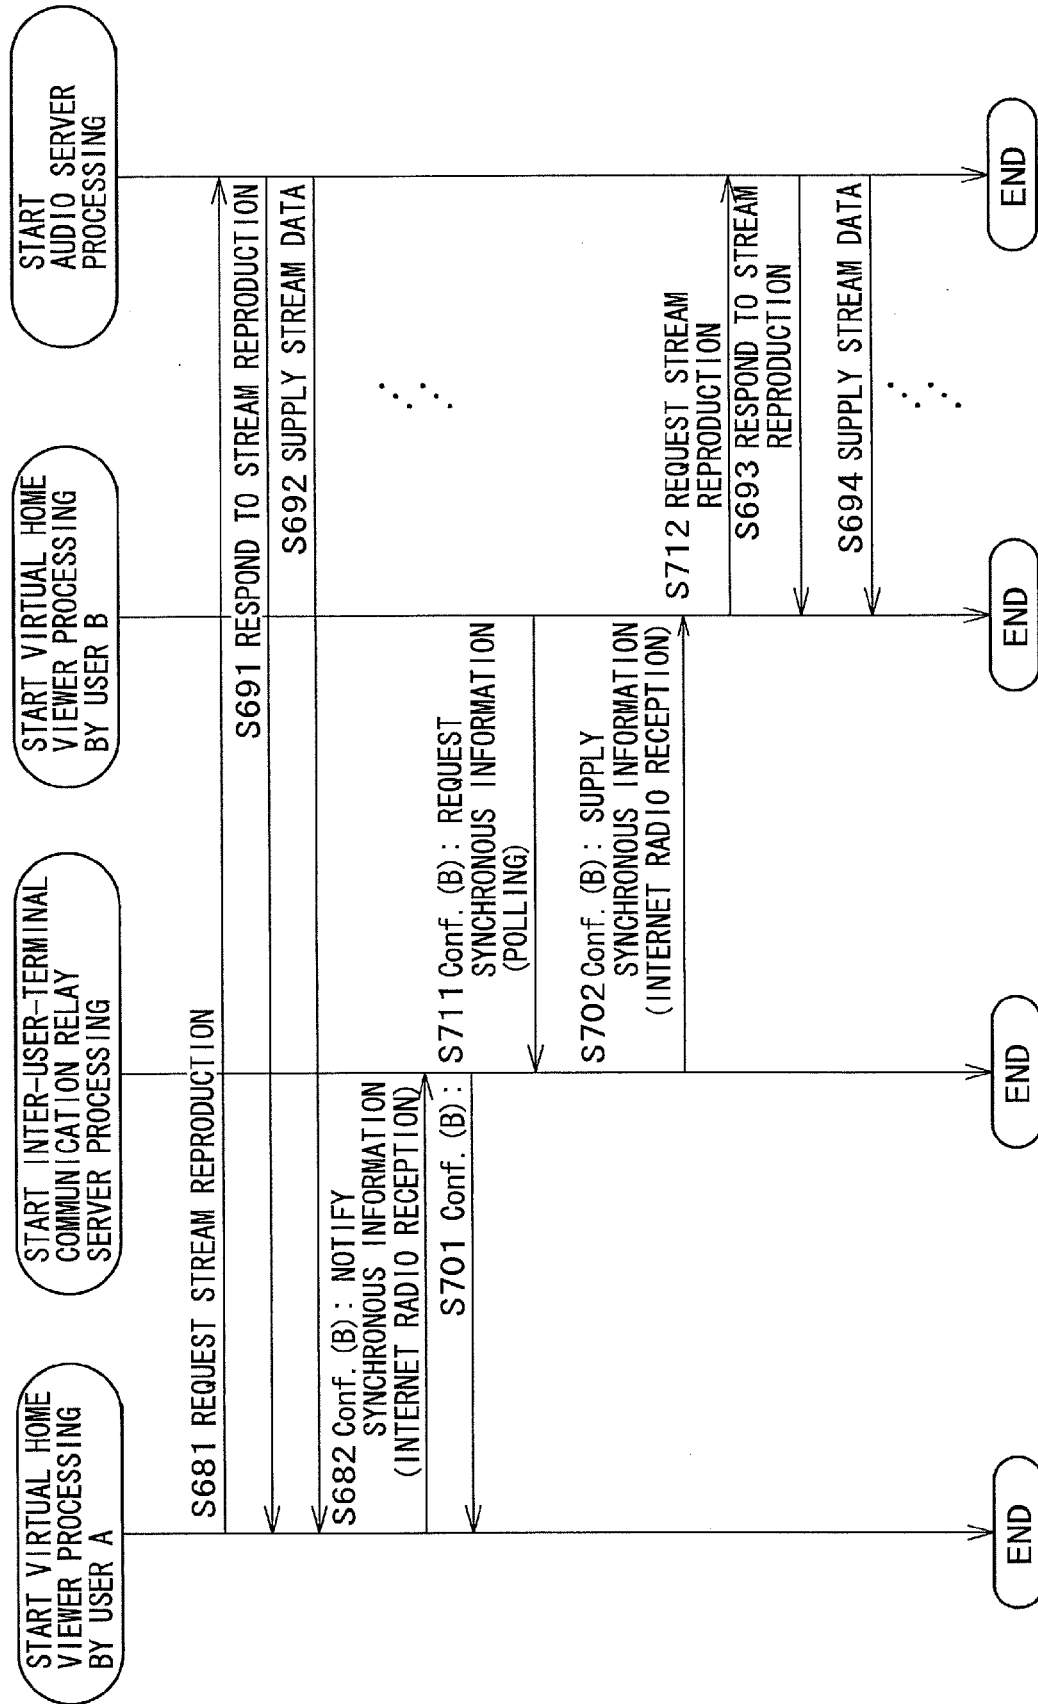 START VIRTUAL HOME
VIEWER PROCESSING
BY USER A
START INTER-USER-TERMINAL
COMMUNICATION RELAY
SERVER PROCESSING
START VIRTUAL HOME
VIEWER PROCESSING
BY USER B
START
AUDIO SERVER
PROCESSING
S681 REQUEST STREAM REPRODUCTION
S691 RESPOND TO STREAM REPRODUCTION
S692 SUPPLY STREAM DATA
S682 Conf. (B): NOTIFY
SYNCHRONOUS INFORMATION
(INTERNET RADIO RECEPTION)
S701 Conf. (B):
S711 Conf. (B): REQUEST
SYNCHRONOUS INFORMATION
(POLLING)
S702 Conf. (B): SUPPLY
SYNCHRONOUS INFORMATION
(INTERNET RADIO RECEPTION)
S712 REQUEST STREAM
REPRODUCTION
S693 RESPOND TO STREAM
REPRODUCTION
S694 SUPPLY STREAM DATA
END
END
END
END